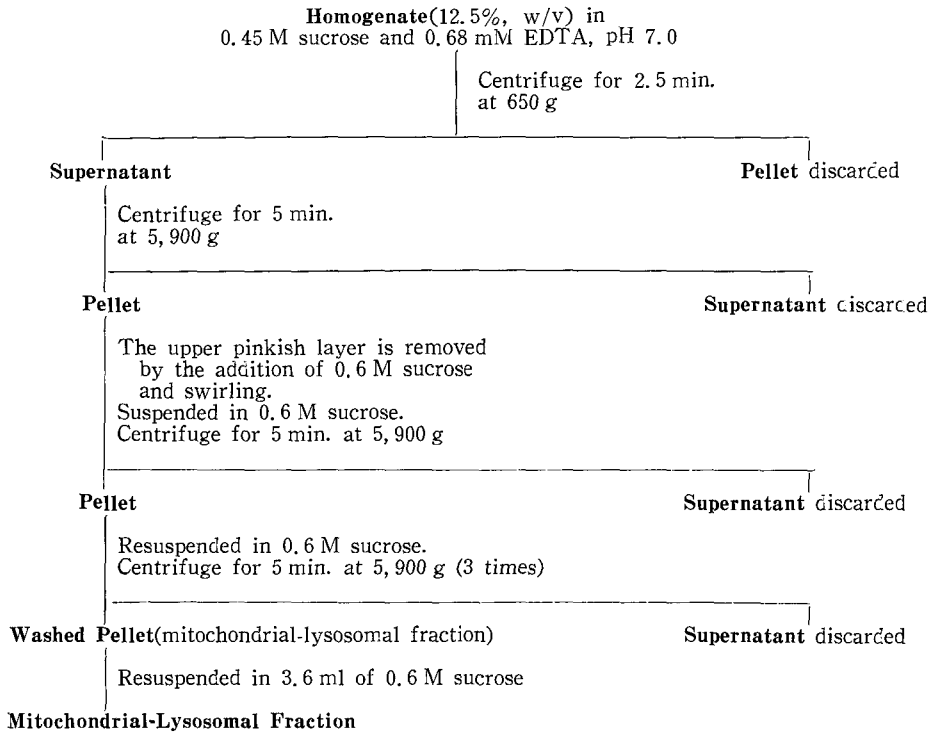 Homogenate(12.5%, w/v) in
0.45 M sucrose and 0.68 mM EDTA, pH 7.0
Centrifuge for 2.5 min.
at 650 g
Supernatant
Pellet discarded
Centrifuge for 5 min.
at 5,900 g
Pellet
Supernatant discarded
The upper pinkish layer is removed
by the addition of 0.6 M sucrose
and swirling.
Suspended in 0.6 M sucrose.
Centrifuge for 5 min. at 5,900 g
Pellet
Supernatant discarded
Resuspended in 0.6 M sucrose.
Centrifuge for 5 min. at 5,900 g (3 times)
Washed Pellet(mitochondrial-lysosomal fraction)
Supernatant discarded
Resuspended in 3.6 ml of 0.6 M sucrose
Mitochondrial-Lysosomal Fraction